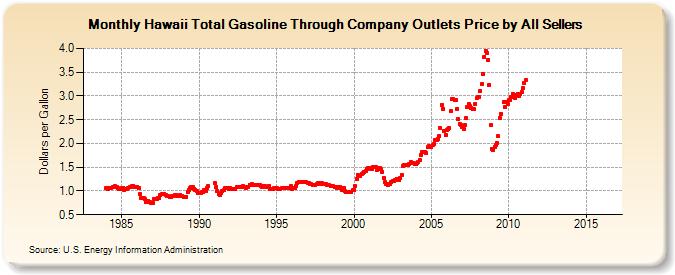 Monthly Hawaii Total Gasoline Through Company Outlets Price by All Sellers
Dollars per Gallon
4.0
3.5
3.0
2.5
2.0
1.5
1.0
0.5
1985 1990 1995 2000 2005 2010 2015
Source: U.S. Energy Information Administration